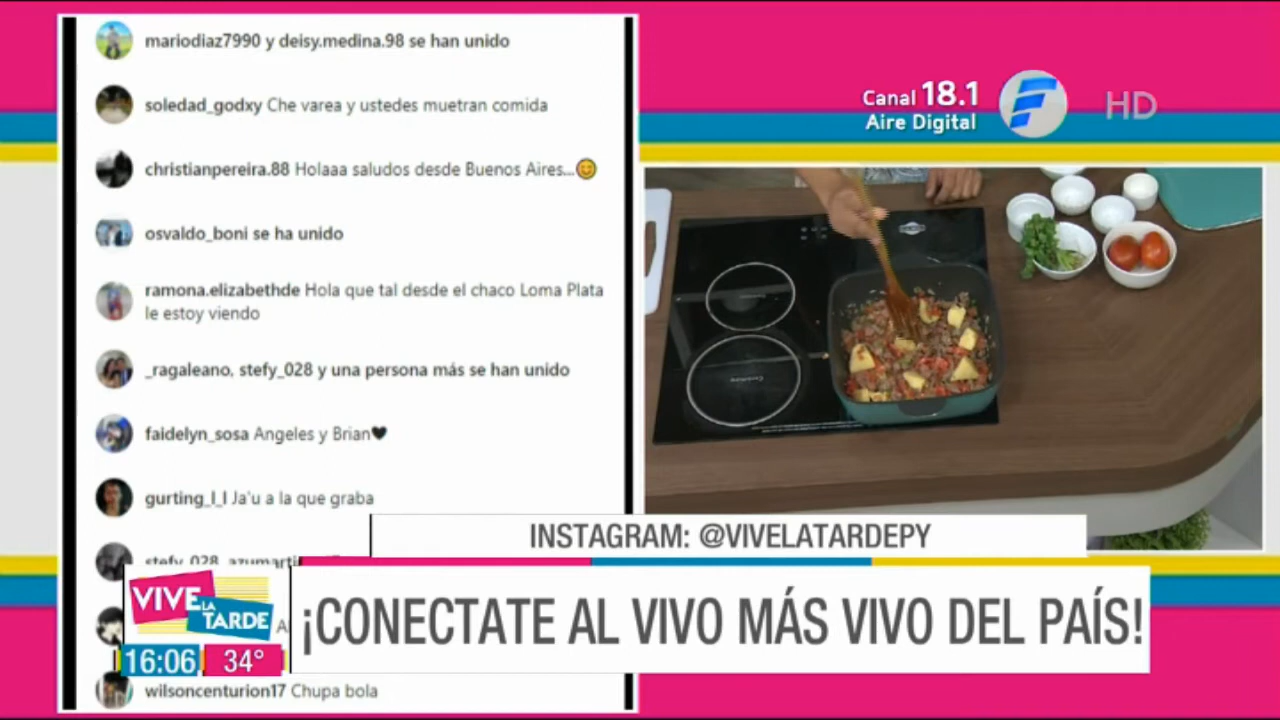 mariodiaz7990 y deisy.medina.98 se han unido
soledad_godxy Che varea y ustedes muetran comida
christianpereira.88 Holaaa saludos desde Buenos Aires...😊
osvaldo_boni se ha unido
ramona.elizabethde Hola que tal desde el chaco Loma Plata
le estoy viendo
_ragaleano, stefy_028 y una persona más se han unido
faidelyn_sosa Angeles y Brian🖤
gurting_l_l Ja'u a la que graba
wilsoncenturion17 Chupa bola
Canal 18.1
Aire Digital
HD
INSTAGRAM: @VIVELATARDEPY
¡CONECTATE AL VIVO MÁS VIVO DEL PAÍS!
VIVE
LA
TARDE
16:06 34°